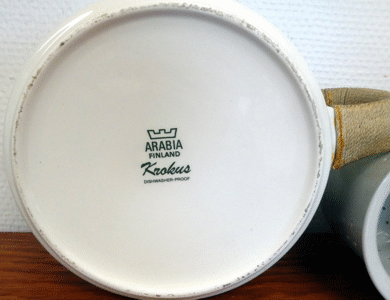 ARABIA
FINLAND
Krokus
DISHWASHER-PROOF